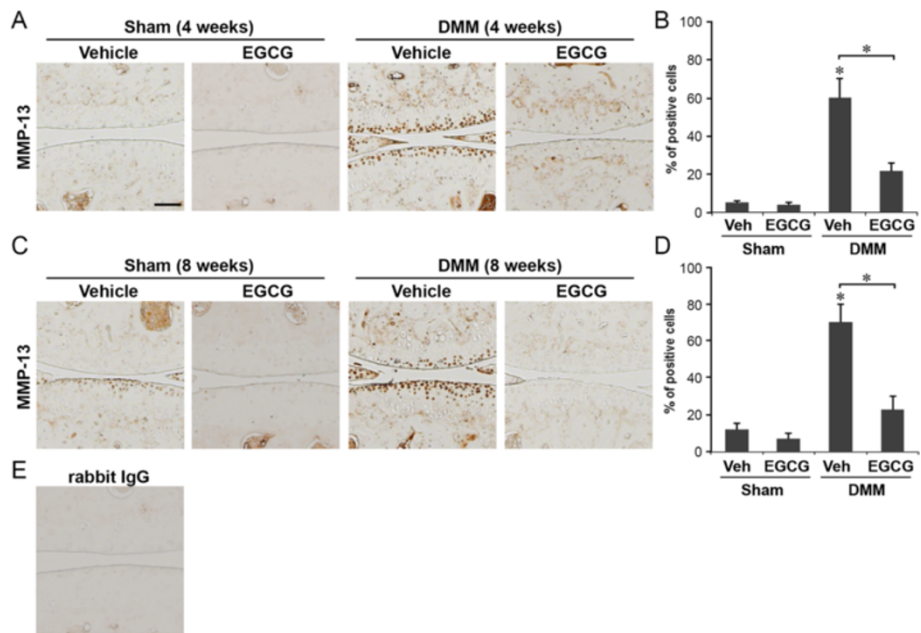 A
Sham (4 weeks)
DMM (4 weeks)
Vehicle
EGCG
Vehicle
EGCG
MMP-13
B
% of positive cells
100
80
60
40
20
0
*
*
Veh
EGCG
Veh
EGCG
Sham
DMM
C
Sham (8 weeks)
DMM (8 weeks)
Vehicle
EGCG
Vehicle
EGCG
MMP-13
D
% of positive cells
100
80
60
40
20
0
*
*
Veh
EGCG
Veh
EGCG
Sham
DMM
E
rabbit IgG